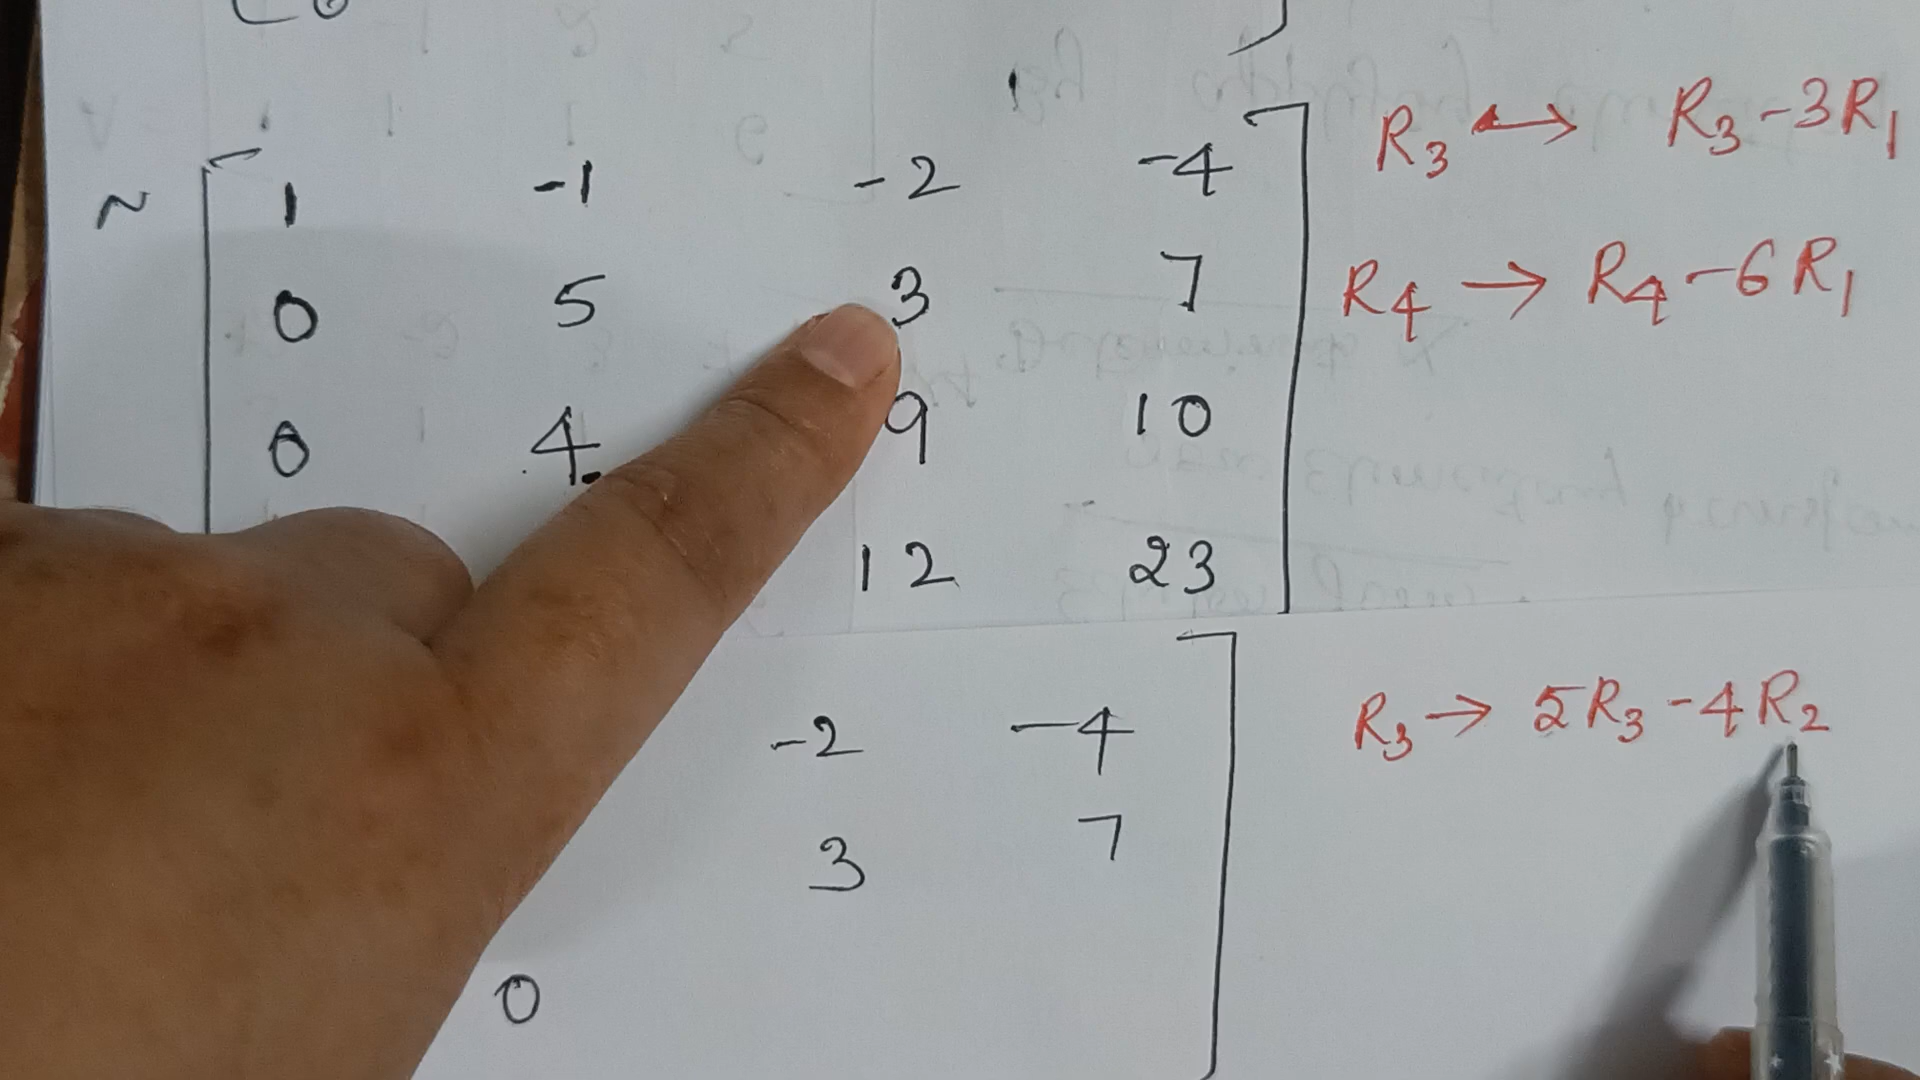 ~ 1 -1 -2 -4 R3 ↔ R3 -3R1
0 5 3 7 R4 → R4 -6R1
0 4 9 10
12 23
-2 -4 R3 → 5R3 -4R2
3 7
0